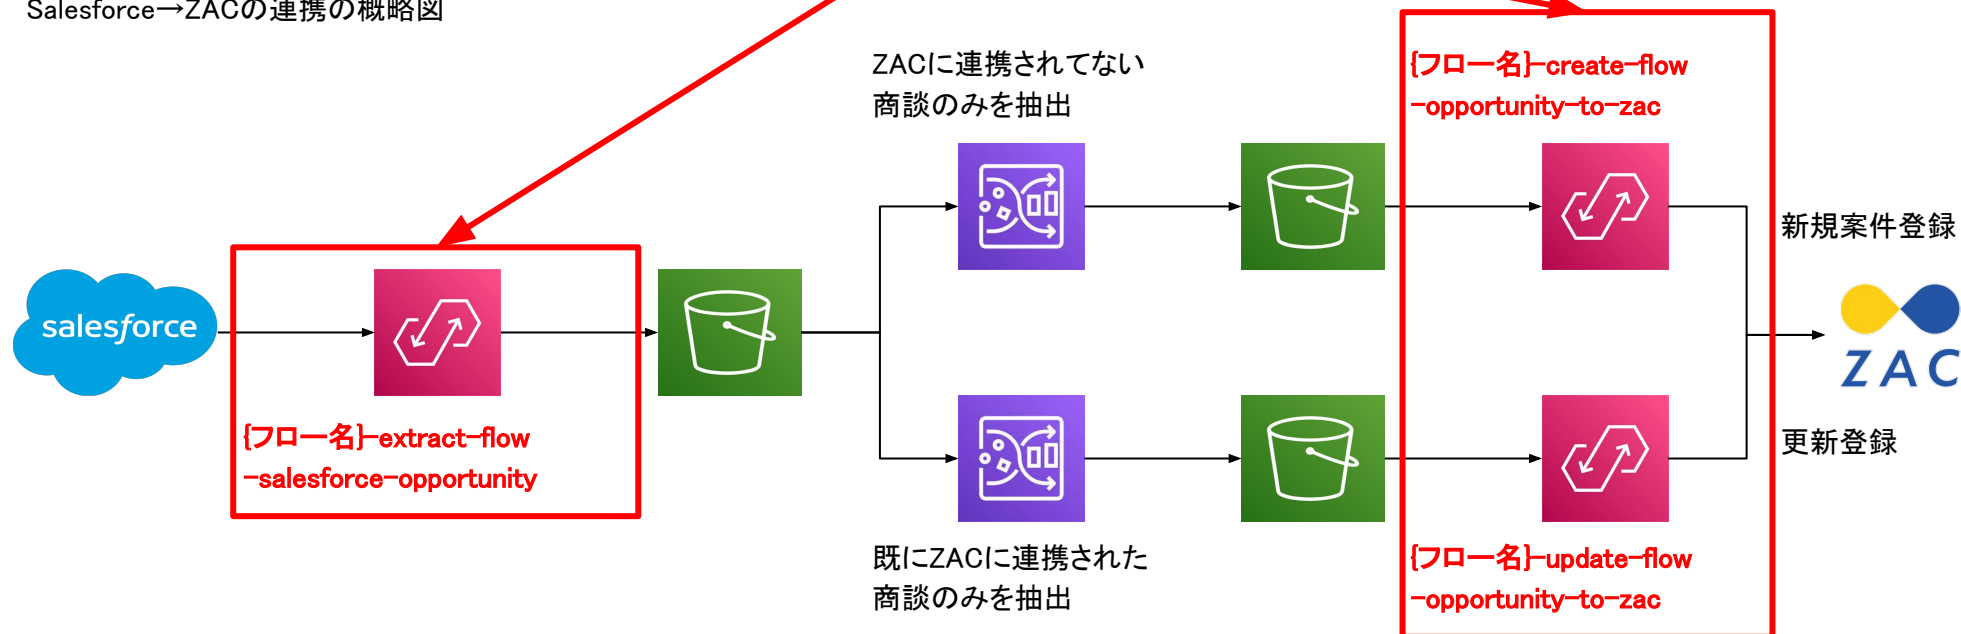 Salesforce→ZACの連携の概略図
ZACに連携されてない
商談のみを抽出
{フロー名}-create-flow
-opportunity-to-zac
新規案件登録
salesforce
ZAC
{フロー名}-extract-flow
-salesforce-opportunity
更新登録
既にZACに連携された
商談のみを抽出
{フロー名}-update-flow
-opportunity-to-zac